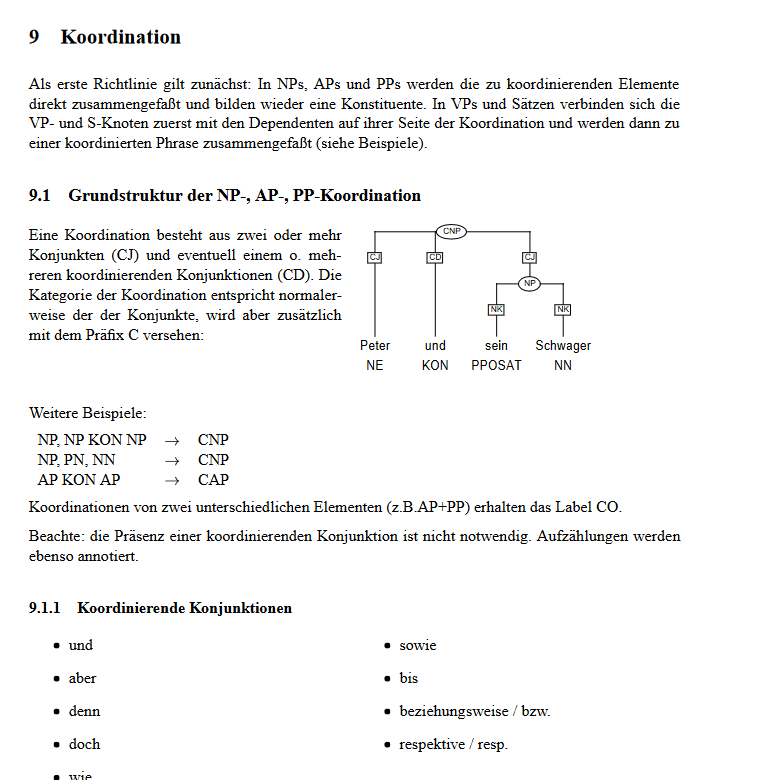 9 Koordination
Als erste Richtlinie gilt zunächst: In NPs, APs und PPs werden die zu koordinierenden Elemente
direkt zusammengefaßt und bilden wieder eine Konstituente. In VPs und Sätzen verbinden sich die
VP- und S-Knoten zuerst mit den Dependenten auf ihrer Seite der Koordination und werden dann zu
einer koordinierten Phrase zusammengefaßt (siehe Beispiele).
9.1 Grundstruktur der NP-, AP-, PP-Koordination
Eine Koordination besteht aus zwei oder mehr
Konjunkten (CJ) und eventuell einem o. meh-
reren koordinierenden Konjunktionen (CD). Die
Kategorie der Koordination entspricht normaler-
weise der der Konjunkte, wird aber zusätzlich
mit dem Präfix C versehen:
CNP
CJ CD CJ
NP
NK NK
Peter und sein Schwager
NE KON PPOSAT NN
Weitere Beispiele:
NP, NP KON NP → CNP
NP, PN, NN → CNP
AP KON AP → CAP
Koordinationen von zwei unterschiedlichen Elementen (z.B.AP+PP) erhalten das Label CO.
Beachte: die Präsenz einer koordinierenden Konjunktion ist nicht notwendig. Aufzählungen werden
ebenso annotiert.
9.1.1 Koordinierende Konjunktionen
• und
• aber
• denn
• doch
• wie
• sowie
• bis
• beziehungsweise / bzw.
• respektive / resp.